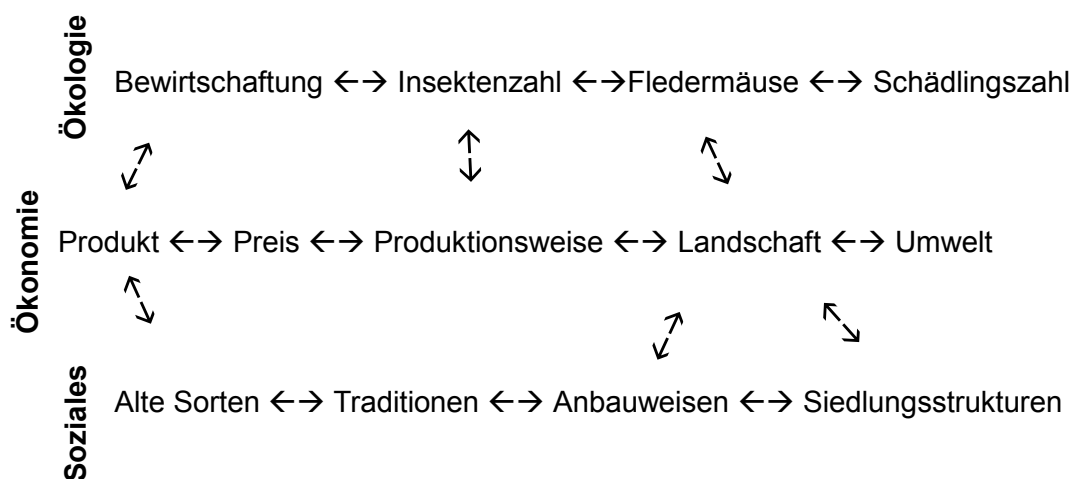 Ökologie
Bewirtschaftung ←→ Insektenzahl ←→Fledermäuse ←→ Schädlingszahl
Ökonomie
Produkt ←→ Preis ←→ Produktionsweise ←→ Landschaft ←→ Umwelt
Soziales
Alte Sorten ←→ Traditionen ←→ Anbauweisen ←→ Siedlungsstrukturen